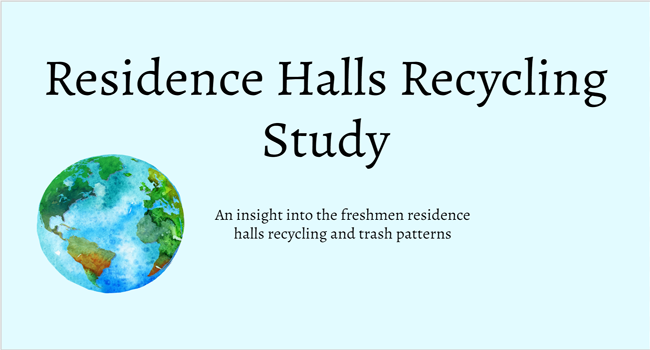 Residence Halls Recycling
Study
An insight into the freshmen residence
halls recycling and trash patterns